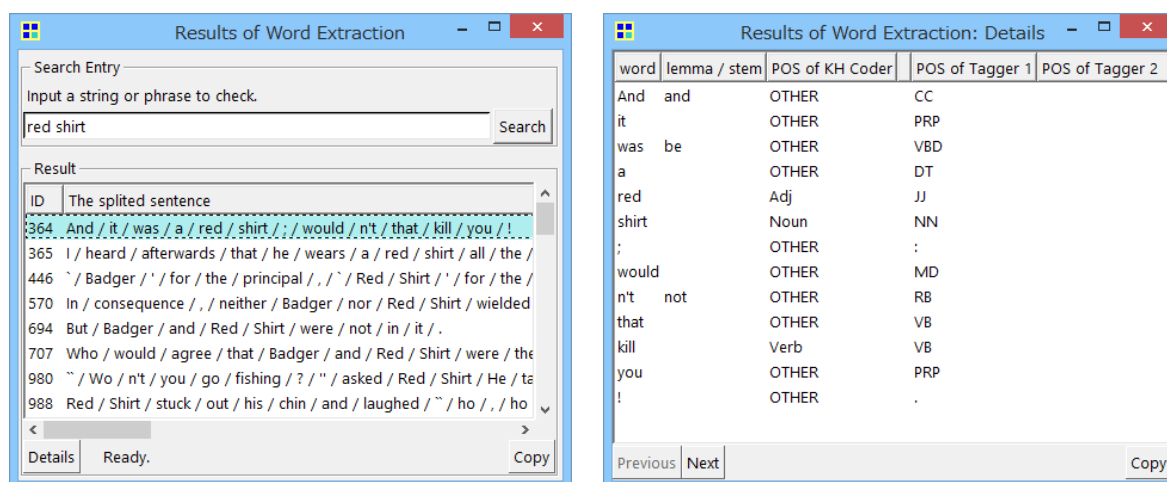 Results of Word Extraction
Search Entry
Input a string or phrase to check.
red shirt Search
Result
ID The splited sentence
364 And / it / was / a / red / shirt / ; / would / n't / that / kill / you / !
365 I / heard / afterwards / that / he / wears / a / red / shirt / all / the /
446 ` / Badger / ' / for / the / principal / , / ` / Red / Shirt / ' / for / the /
570 In / consequence / , / neither / Badger / nor / Red / Shirt / wielded
694 But / Badger / and / Red / Shirt / were / not / in / it / .
707 Who / would / agree / that / Badger / and / Red / Shirt / were / the
980 `` / Wo / n't / you / go / fishing / ? / '' / asked / Red / Shirt / He / ta
988 Red / Shirt / stuck / out / his / chin / and / laughed / `` / ho / , / ho
Details Ready. Copy
Results of Word Extraction: Details
word lemma / stem POS of KH Coder POS of Tagger 1 POS of Tagger 2
And and OTHER CC
it OTHER PRP
was be OTHER VBD
a OTHER DT
red Adj JJ
shirt Noun NN
; OTHER :
would OTHER MD
n't not OTHER RB
that OTHER VB
kill Verb VB
you OTHER PRP
! OTHER .
Previous Next Copy